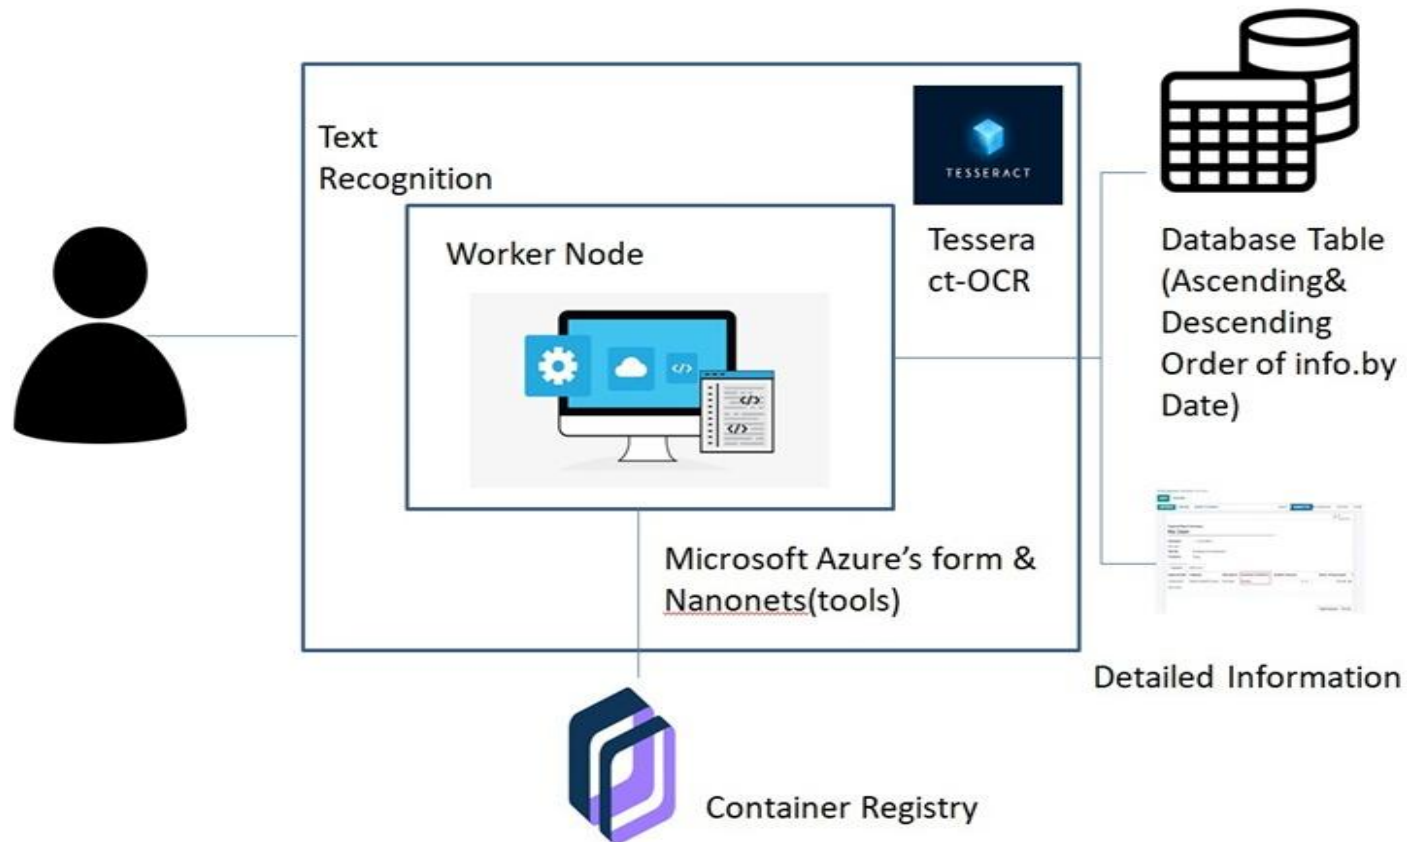 Text
Recognition
TESSERACT
Tessera
ct-OCR
Worker Node
</>
</>
</>
Microsoft Azure’s form &
Nanonets(tools)
Container Registry
Database Table
(Ascending&
Descending
Order of info.by
Date)
Detailed Information